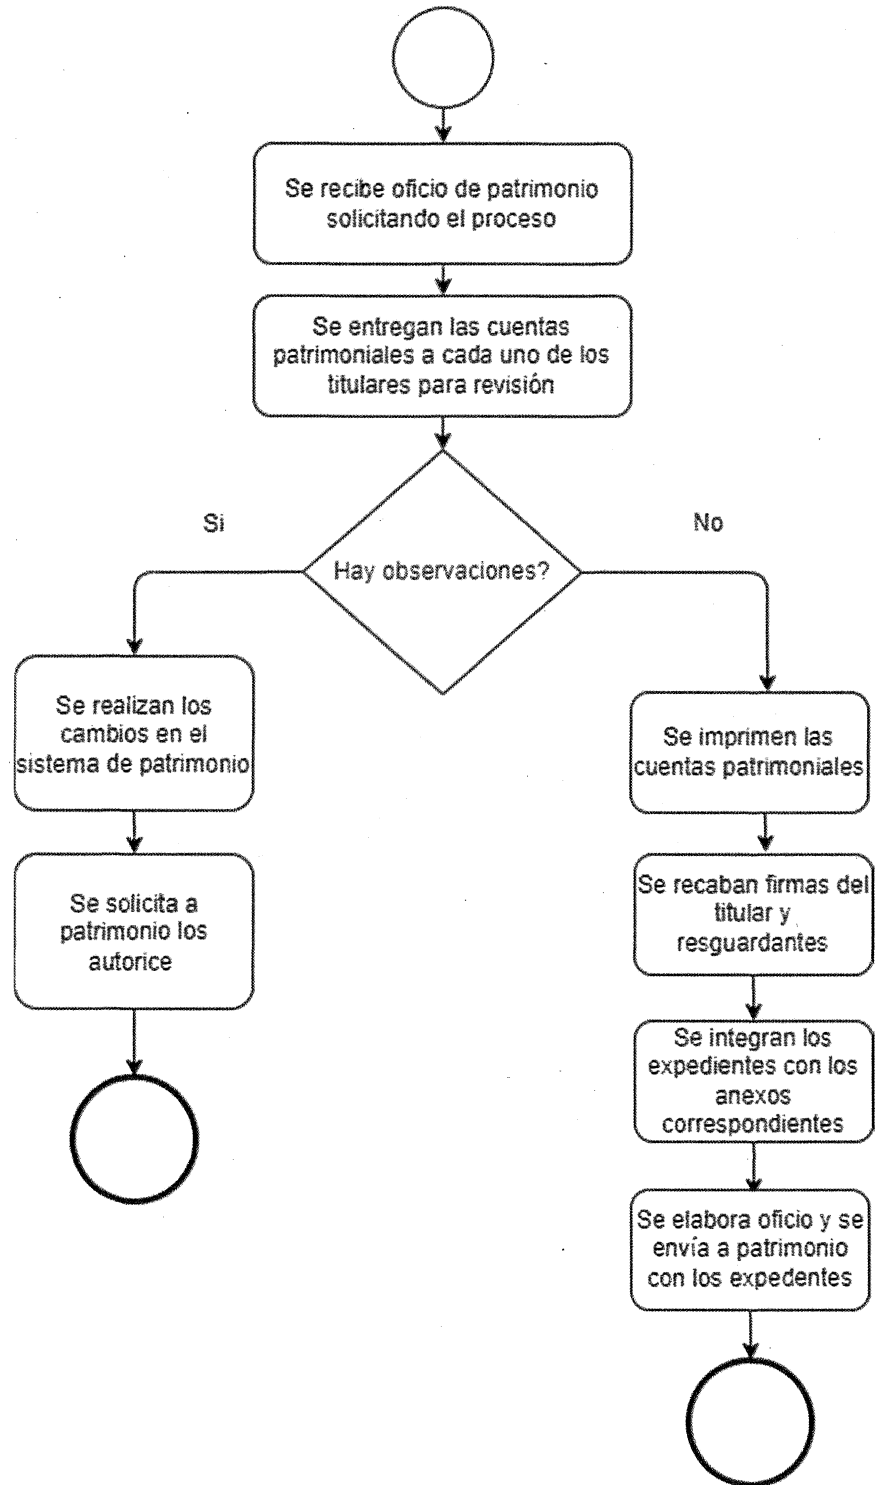 Se recibe oficio de patrimonio
solicitando el proceso
Se entregan las cuentas
patrimoniales a cada uno de los
titulares para revisión
Hay observaciones?
Si
Se realizan los
cambios en el
sistema de patrimonio
Se solicita a
patrimonio los
autorice
No
Se imprimen las
cuentas patrimoniales
Se recaban firmas del
titular y
resguardantes
Se integran los
expedientes con los
anexos
correspondientes
Se elabora oficio y se
envía a patrimonio
con los expedentes